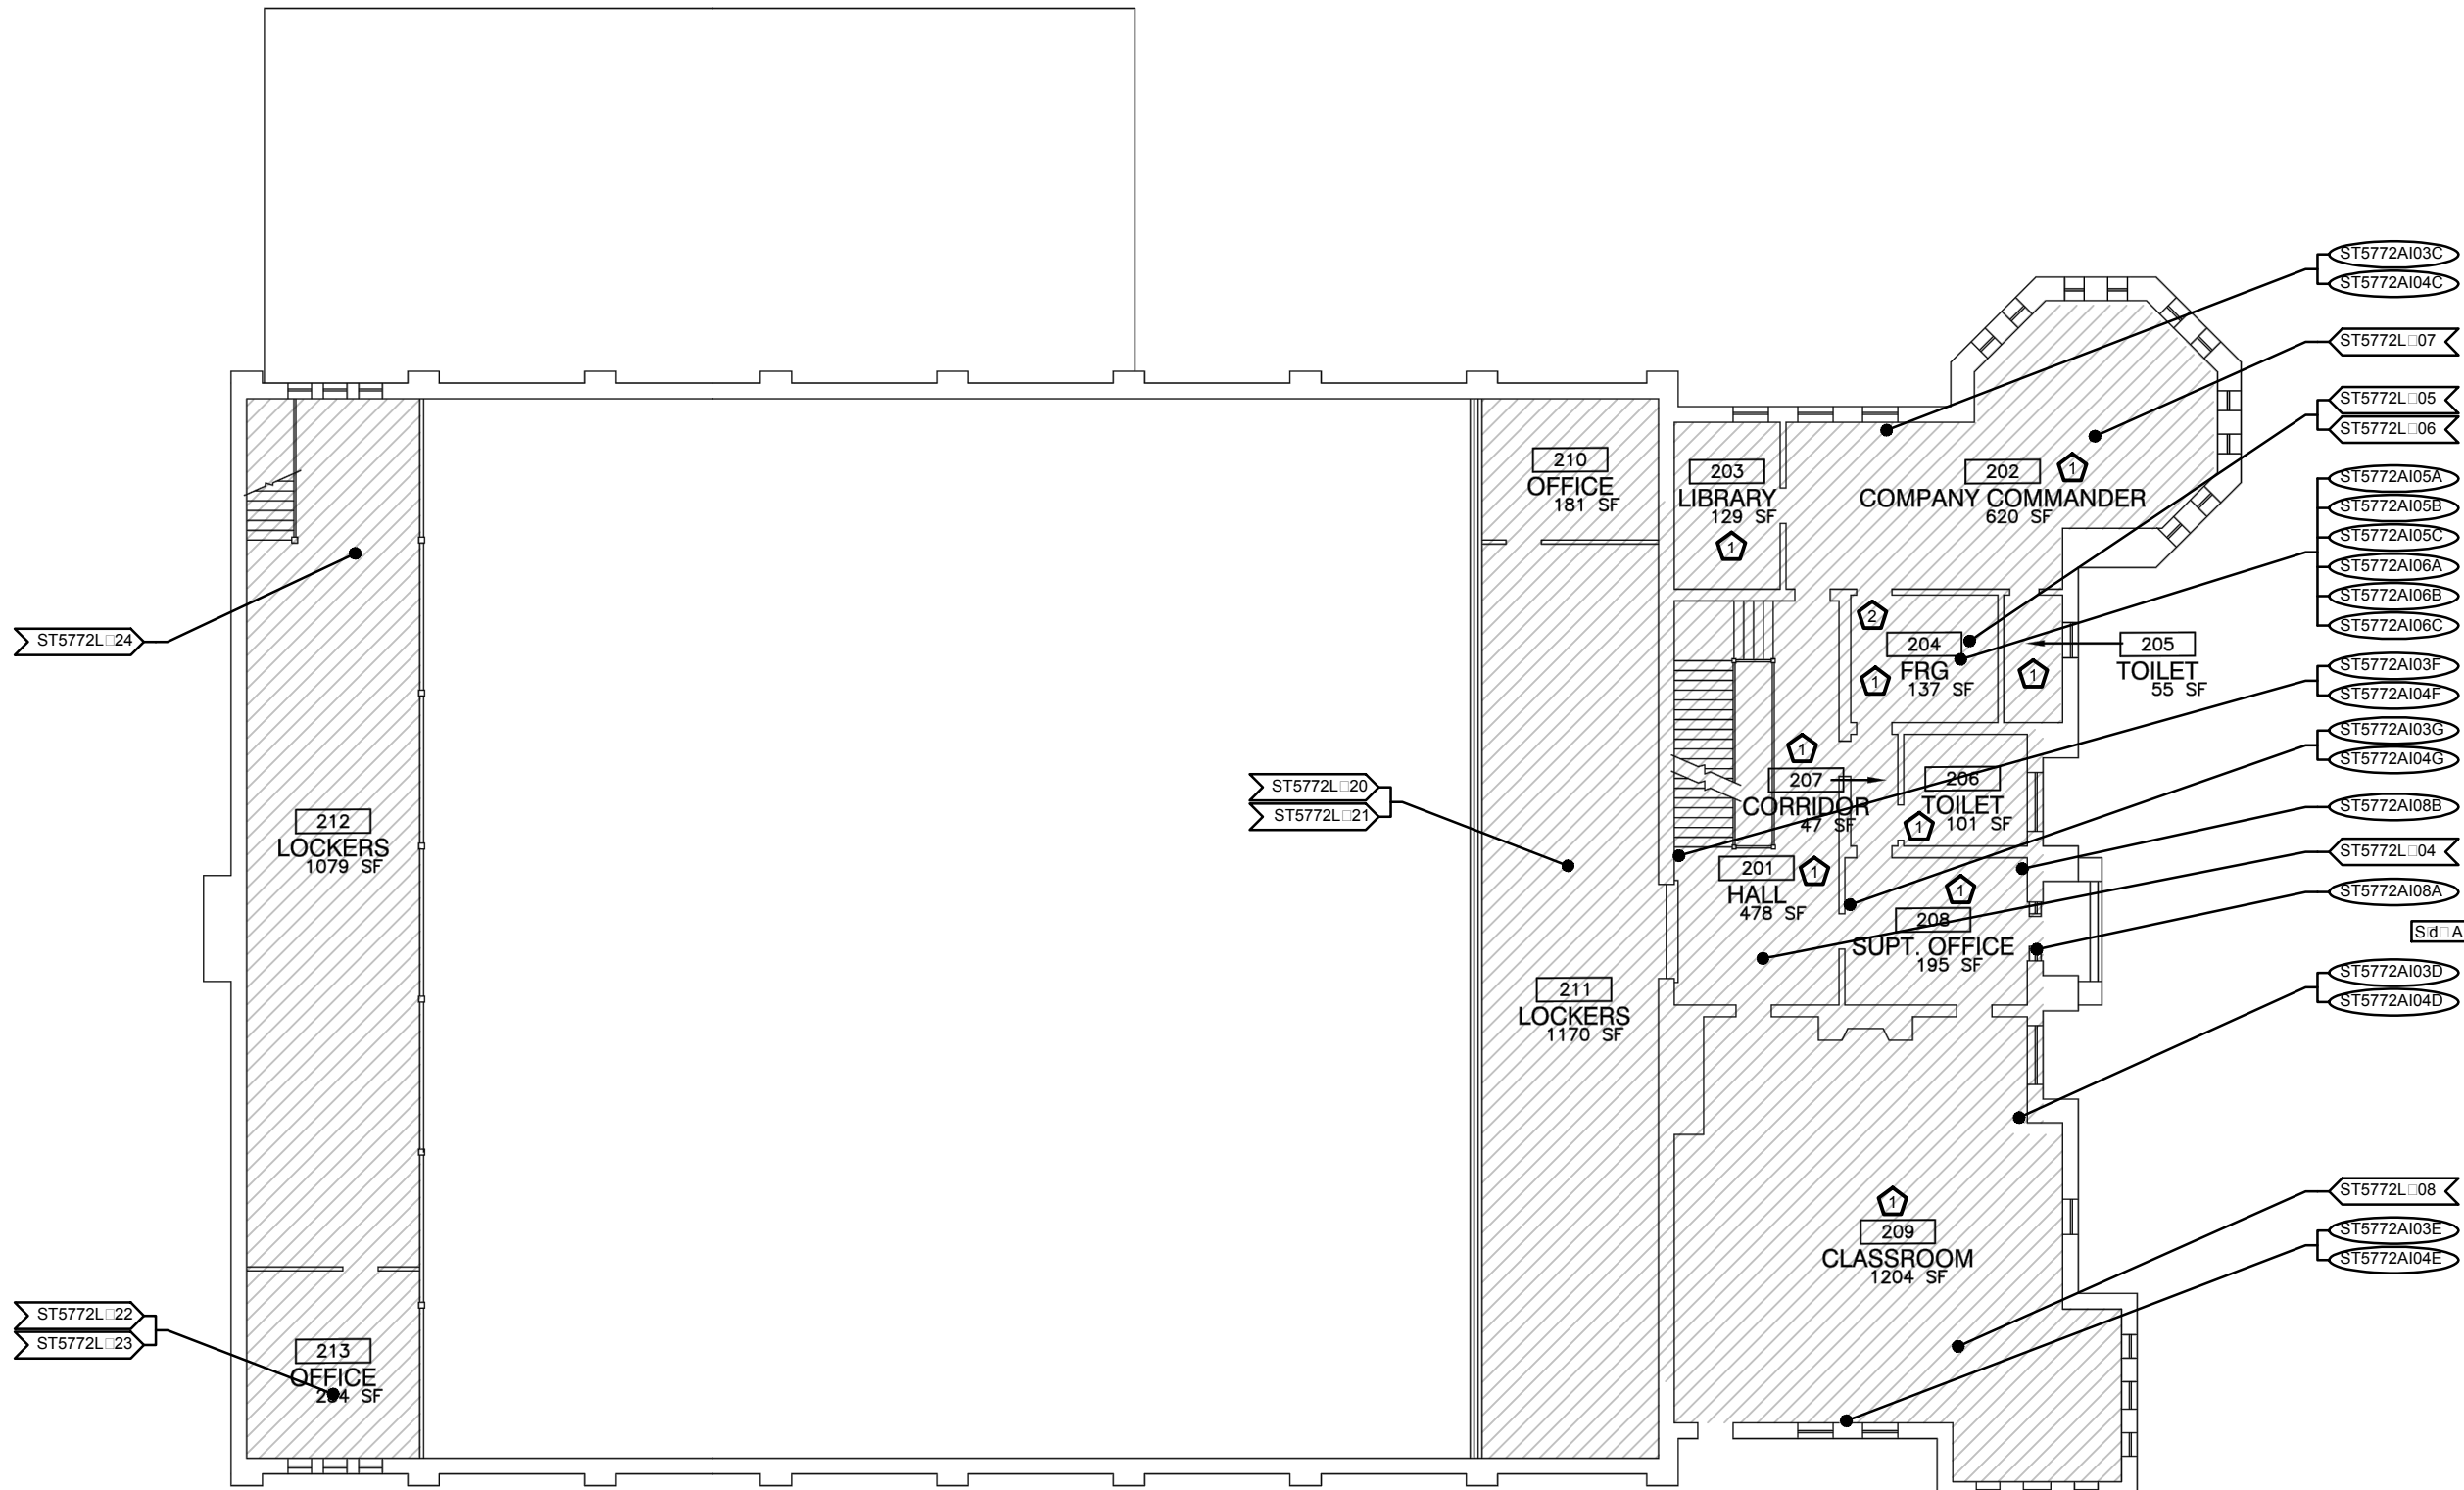 ST5772AI03C
ST5772AI04C
ST5772L□07
ST5772L□05
ST5772L□06
210
OFFICE
181 SF
203
LIBRARY
129 SF
1
202
1
COMPANY COMMANDER
620 SF
ST5772AI05A
ST5772AI05B
ST5772AI05C
ST5772AI06A
ST5772AI06B
ST5772AI06C
ST5772L□24
2
204
FRG
137 SF
1
1
205
TOILET
55 SF
ST5772AI03F
ST5772AI04F
ST5772AI03G
ST5772AI04G
ST5772L□20
ST5772L□21
1
207
CORRIDOR
47 SF
206
TOILET
101 SF
1
ST5772AI08B
212
LOCKERS
1079 SF
201
HALL
478 SF
1
1
208
SUPT. OFFICE
195 SF
ST5772L□04
ST5772AI08A
ST5772AI03D
ST5772AI04D
211
LOCKERS
1170 SF
1
209
CLASSROOM
1204 SF
ST5772L□08
ST5772AI03E
ST5772AI04E
ST5772L□22
ST5772L□23
213
OFFICE
SF